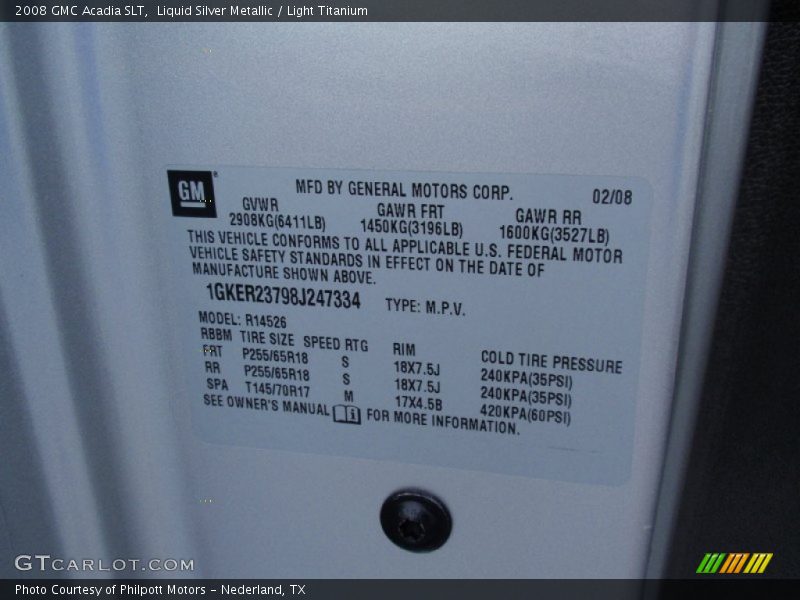 2008 GMC Acadia SLT,  Liquid Silver Metallic / Light Titanium
GM
MFD BY GENERAL MOTORS CORP. 02/08
GVWR GAWR FRT GAWR RR
2908KG(6411LB) 1450KG(3196LB) 1600KG(3527LB)
THIS VEHICLE CONFORMS TO ALL APPLICABLE U.S. FEDERAL MOTOR
VEHICLE SAFETY STANDARDS IN EFFECT ON THE DATE OF
MANUFACTURE SHOWN ABOVE.
1GKER23798J247334 TYPE: M.P.V.
MODEL: R14526
RBBM TIRE SIZE SPEED RTG RIM COLD TIRE PRESSURE
FRT P255/65R18 S 18X7.5J 240KPA(35PSI)
RR P255/65R18 S 18X7.5J 240KPA(35PSI)
SPA T145/70R17 M 17X4.5B 420KPA(60PSI)
SEE OWNER'S MANUAL FOR MORE INFORMATION.
GTCARLOT.COM
Photo Courtesy of Philpott Motors - Nederland, TX